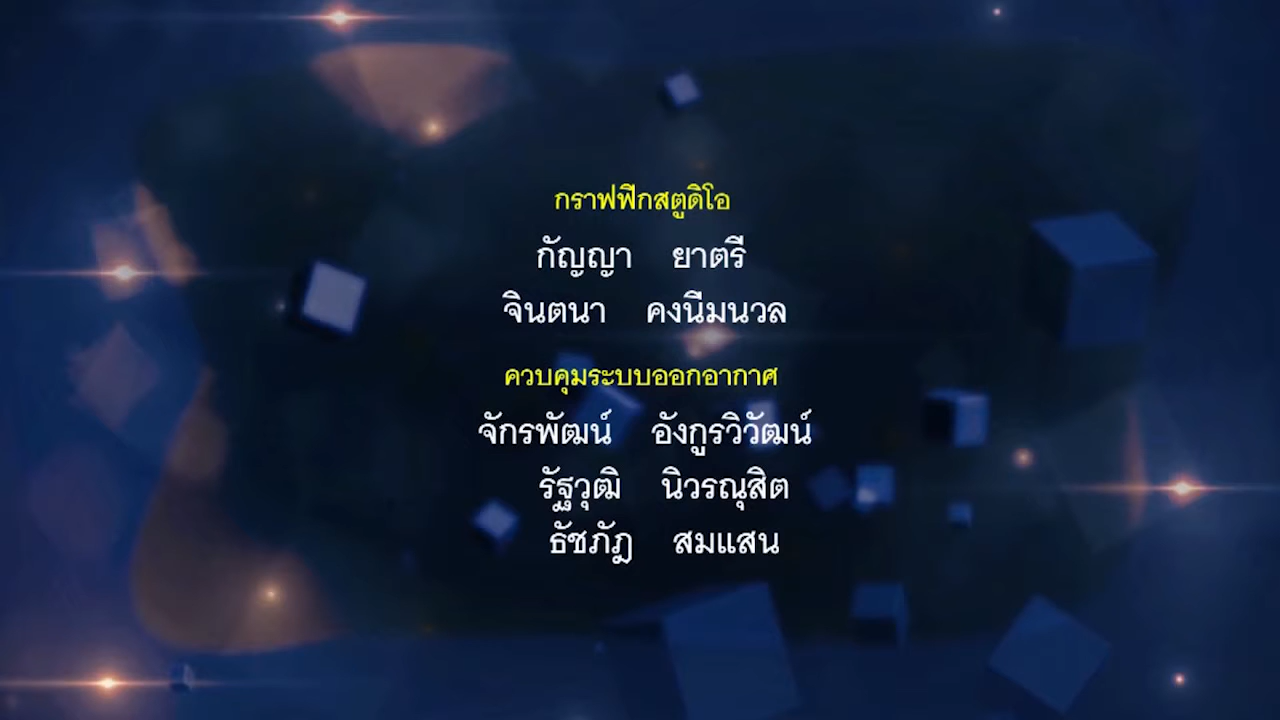 กราฟฟิกสตูดิโอ
กัญญา ยาตรี
จินตนา คงนีมนวล
ควบคุมระบบออกอากาศ
จักรพัฒน์ อังกูรวิวัฒน์
รัฐวุฒิ นิวรณุสิต
ธัชภัฎ สมแสน